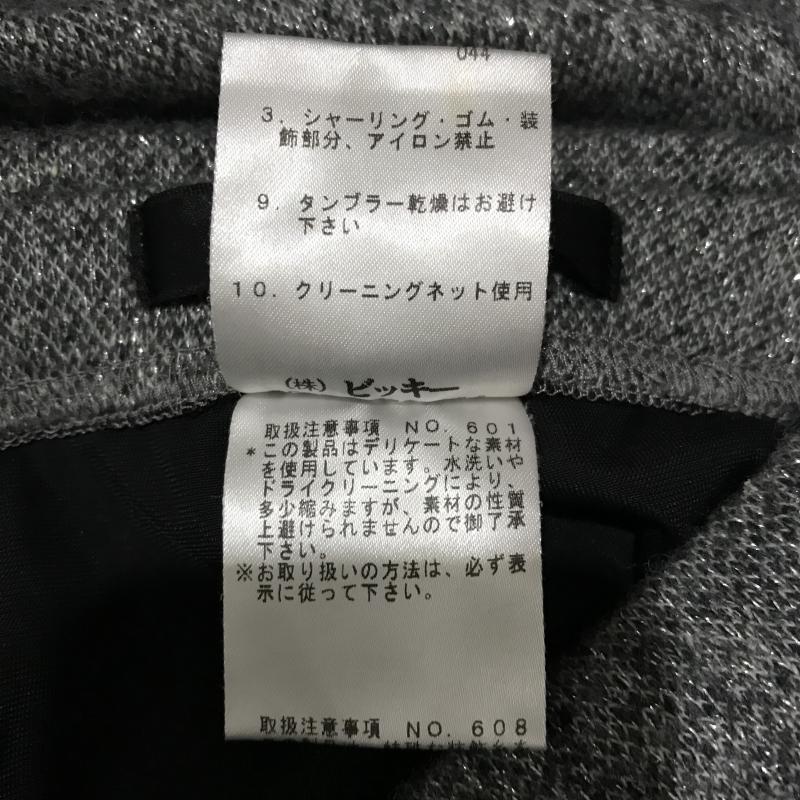 044
3. シャーリング・ゴム・装
飾部分、アイロン禁止
9. タンブラー乾燥はお避け
下さい
10. クリーニングネット使用
(株) ビッキー
取扱注意事項 NO. 601
*この製品はデリケートな素材
を使用しています。水洗いや
ドライクリーニングにより、
多少縮みますが、素材の性質
上避けられませんので御了承
下さい。
※お取り扱いの方法は、必ず表
示に従って下さい。
取扱注意事項 NO. 608